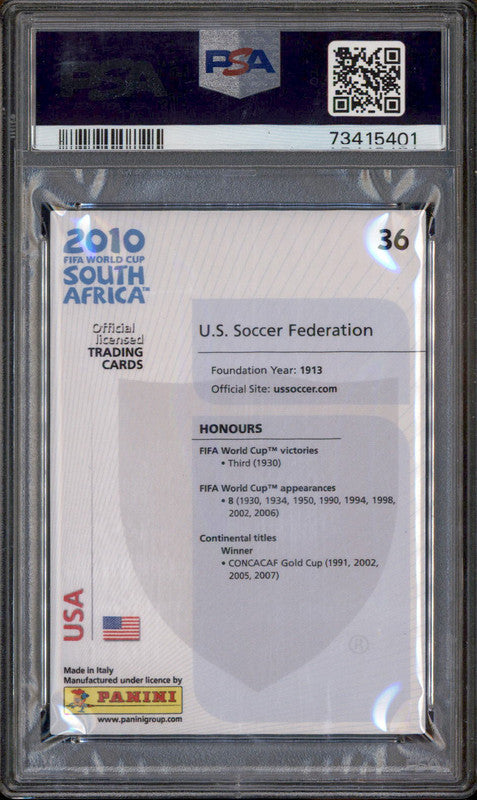 PSA
PSA
73415401
2010
FIFA WORLD CUP
SOUTH
AFRICA™
36
Official
licensed
TRADING
CARDS
U.S. Soccer Federation
Foundation Year: 1913
Official Site: ussoccer.com
HONOURS
FIFA World Cup™ victories
• Third (1930)
FIFA World Cup™ appearances
• 8 (1930, 1934, 1950, 1990, 1994, 1998,
2002, 2006)
Continental titles
Winner
• CONCACAF Gold Cup (1991, 2002,
2005, 2007)
USA
®
Made in Italy
Manufactured under licence by
PANINI
www.paninigroup.com
PSA